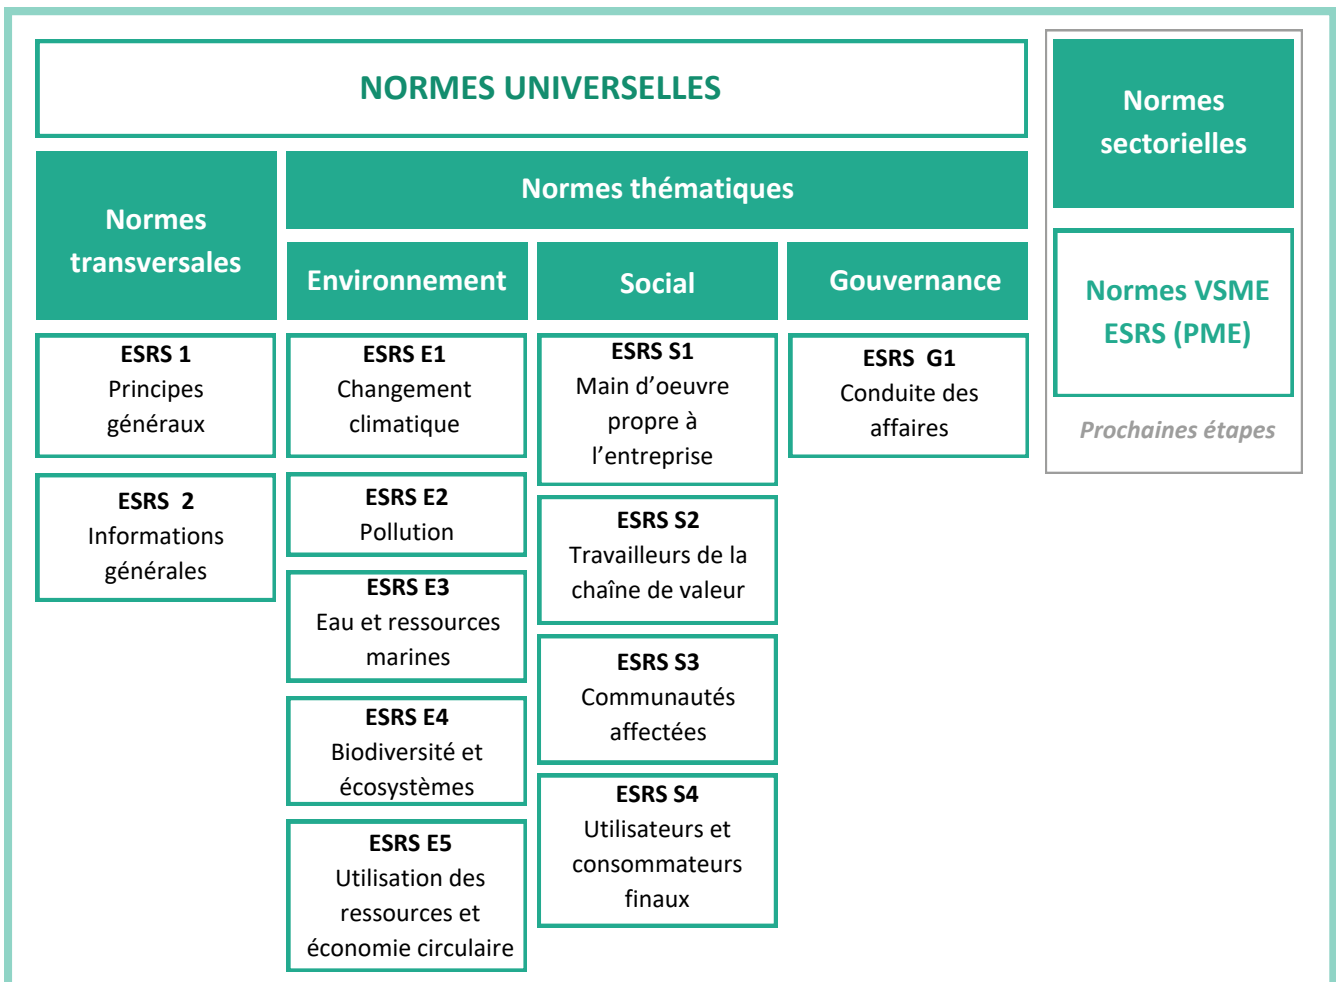 NORMES UNIVERSELLES
Normes
transversales
Normes thématiques
Environnement
Social
Gouvernance
ESRS 1
Principes
généraux
ESRS 2
Informations
générales
ESRS E1
Changement
climatique
ESRS E2
Pollution
ESRS E3
Eau et ressources
marines
ESRS E4
Biodiversité et
écosystèmes
ESRS E5
Utilisation des
ressources et
économie circulaire
ESRS S1
Main d'oeuvre
propre à
l'entreprise
ESRS S2
Travailleurs de la
chaîne de valeur
ESRS S3
Communautés
affectées
ESRS S4
Utilisateurs et
consommateurs
finaux
ESRS G1
Conduite des
affaires
Normes
sectorielles
Normes VSME
ESRS (PME)
Prochaines étapes